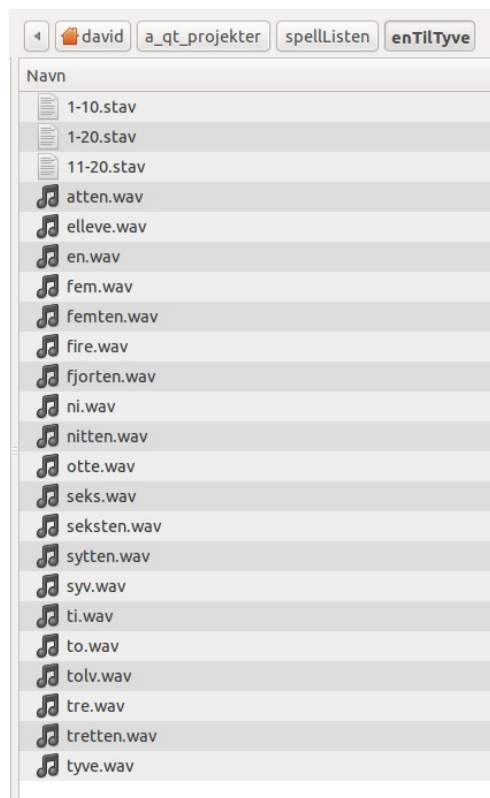 david a_qt_projekter spellListen enTilTyve
Navn
1-10.stav
1-20.stav
11-20.stav
atten.wav
elleve.wav
en.wav
fem.wav
femten.wav
fire.wav
fjorten.wav
ni.wav
nitten.wav
otte.wav
seks.wav
seksten.wav
sytten.wav
syv.wav
ti.wav
to.wav
tolv.wav
tre.wav
tretten.wav
tyve.wav